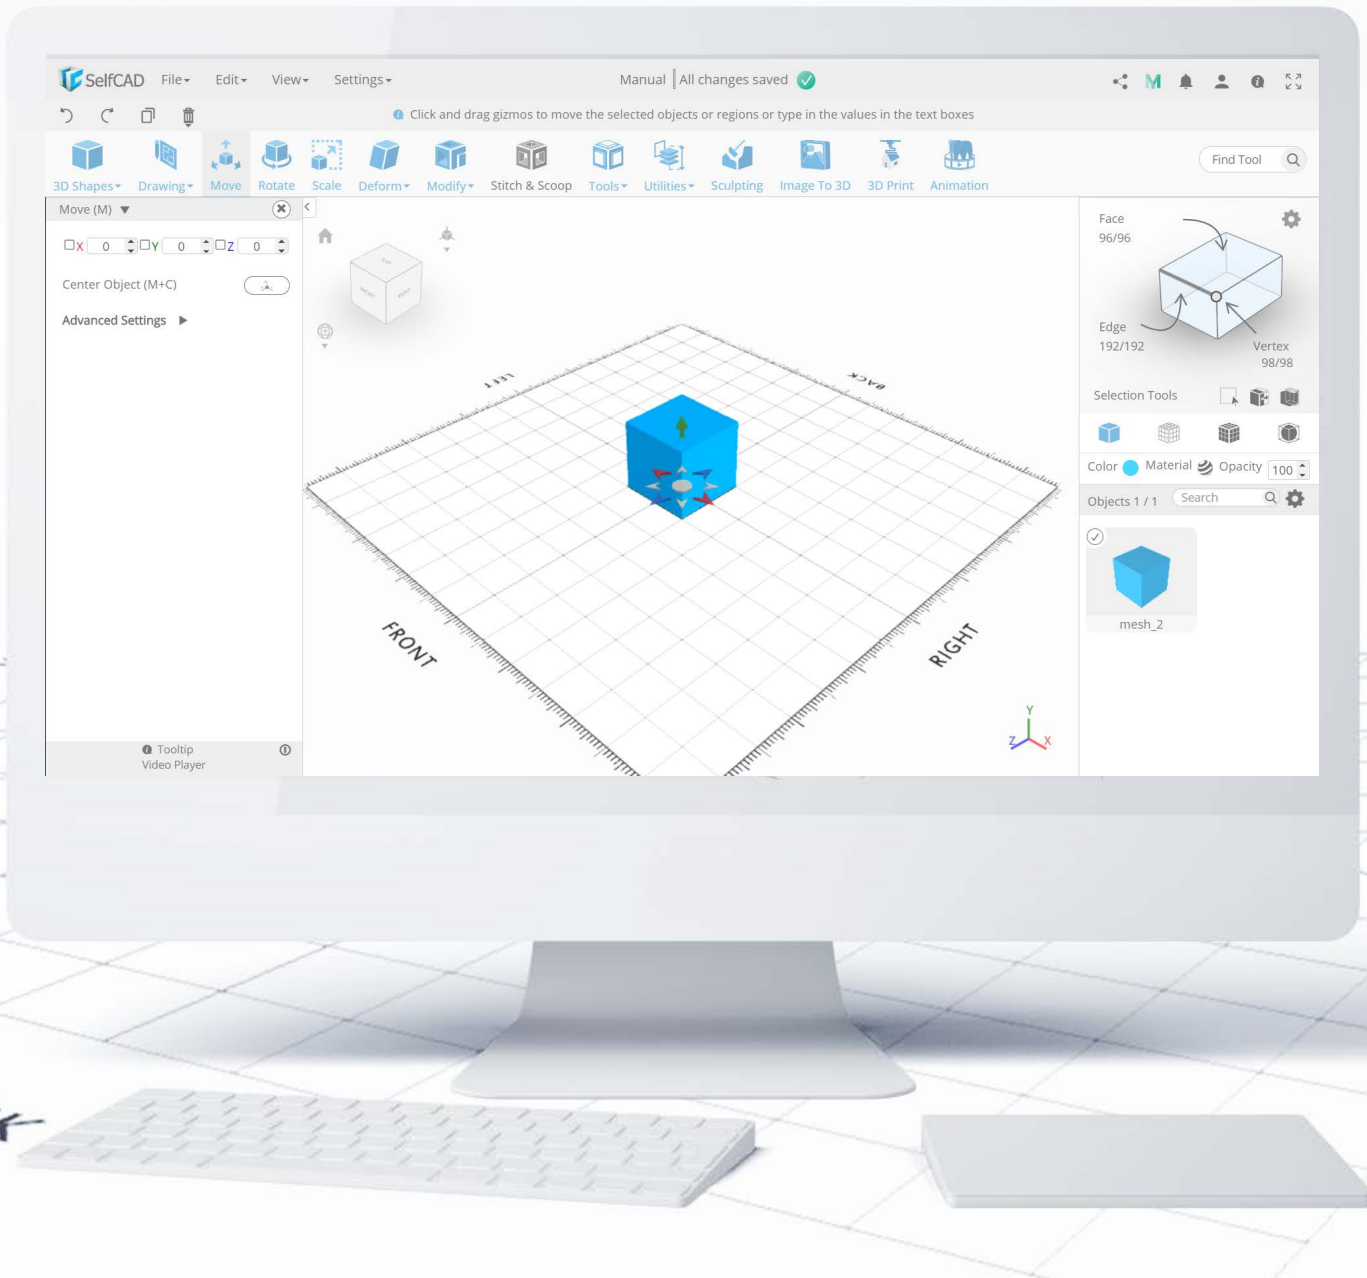 SelfCAD File Edit View Settings Manual All changes saved
Click and drag gizmos to move the selected objects or regions or type in the values in the text boxes
3D Shapes Drawing Move Rotate Scale Deform Modify Stitch & Scoop Tools Utilities Sculpting Image To 3D 3D Print Animation Find Tool
Move (M)
X 0 Y 0 Z 0
Center Object (M+C)
Advanced Settings
Tooltip
Video Player
TOP
FRONT RIGHT
LEFT BACK
FRONT RIGHT
Y
Z X
Face
96/96
Edge
192/192
Vertex
98/98
Selection Tools
Color Material Opacity 100
Objects 1 / 1 Search
mesh_2